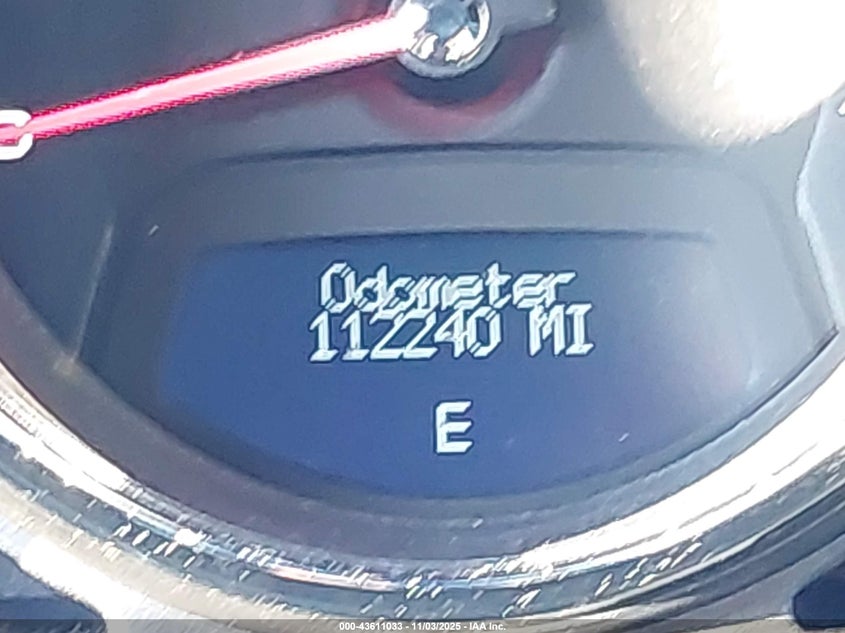 Odometer
112240 MI
E
000-43611033 - 11/03/2025 - IAA Inc.